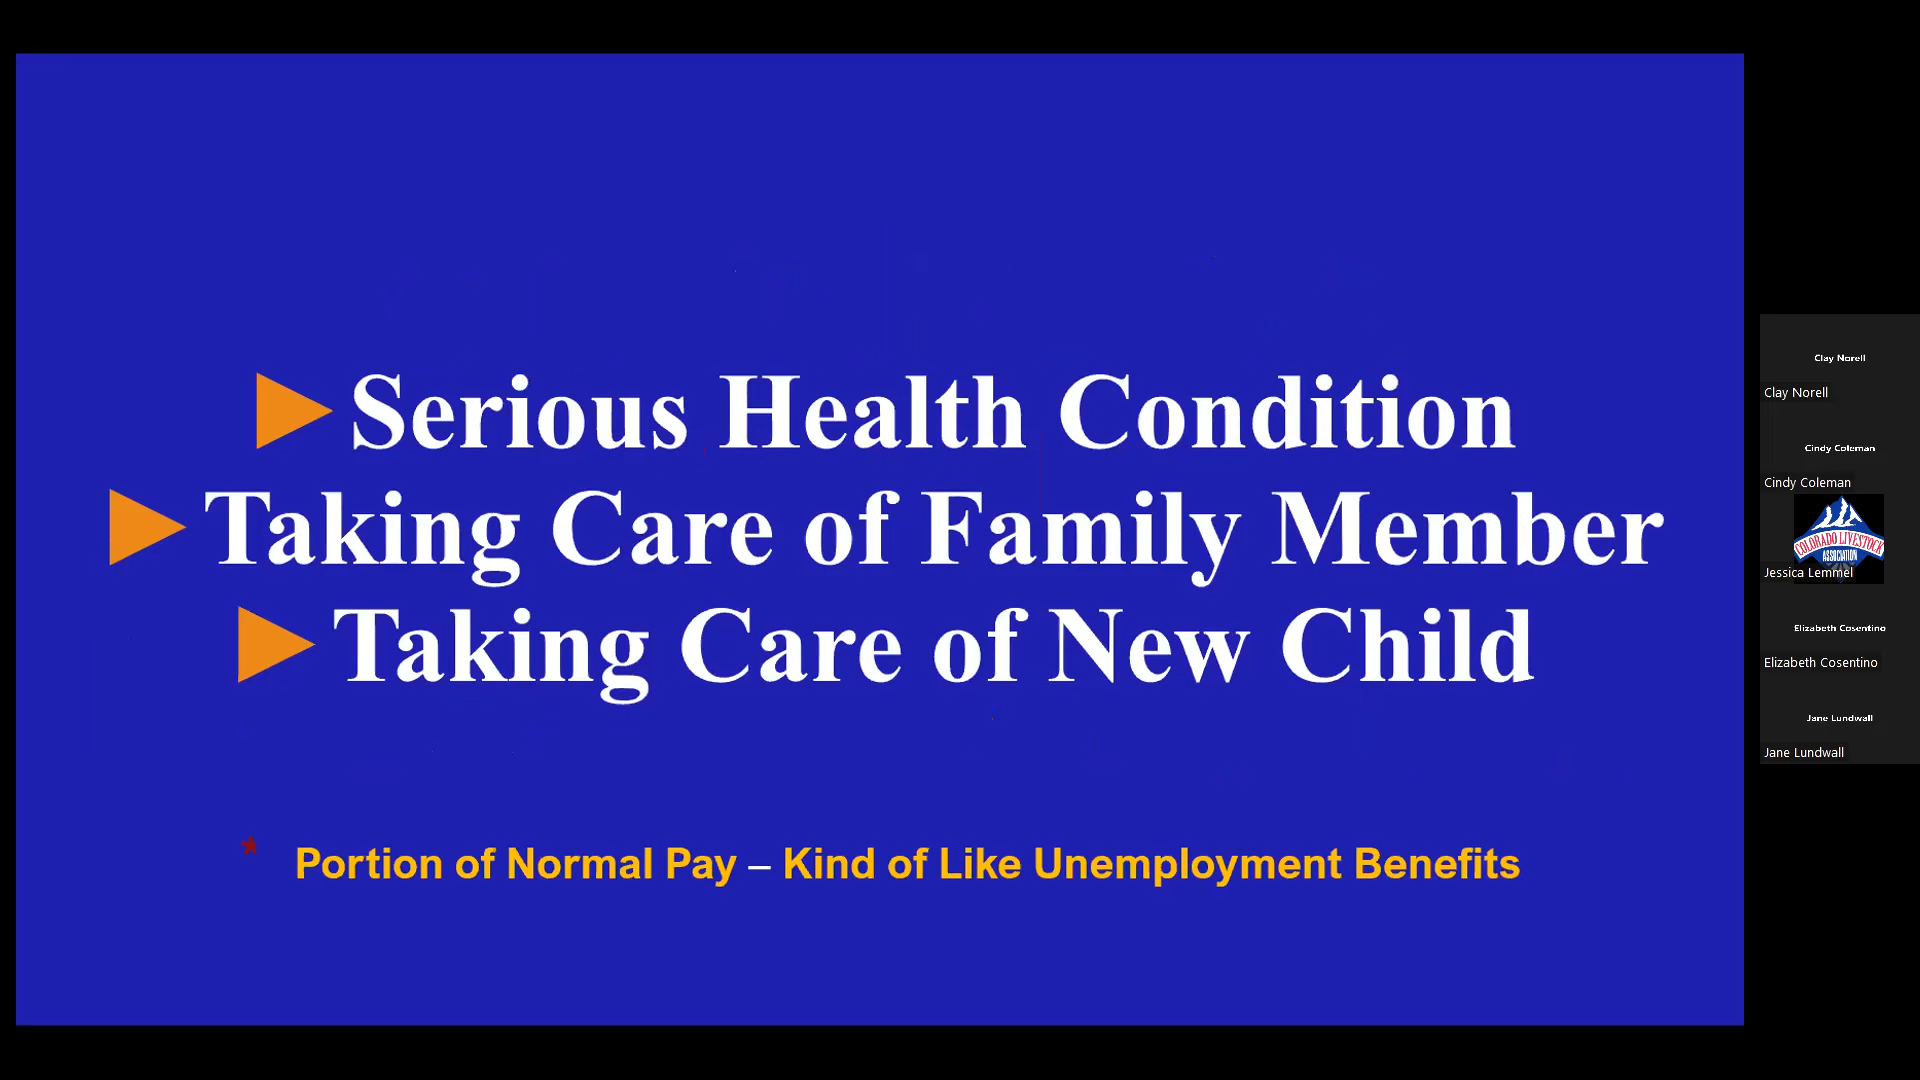 ►Serious Health Condition
►Taking Care of Family Member
►Taking Care of New Child
* Portion of Normal Pay – Kind of Like Unemployment Benefits
Clay Norell
Clay Norell
Cindy Coleman
Cindy Coleman
COLORADO LIVESTOCK
ASSOCIATION
Jessica Lemmel
Elizabeth Cosentino
Elizabeth Cosentino
Jane Lundwall
Jane Lundwall